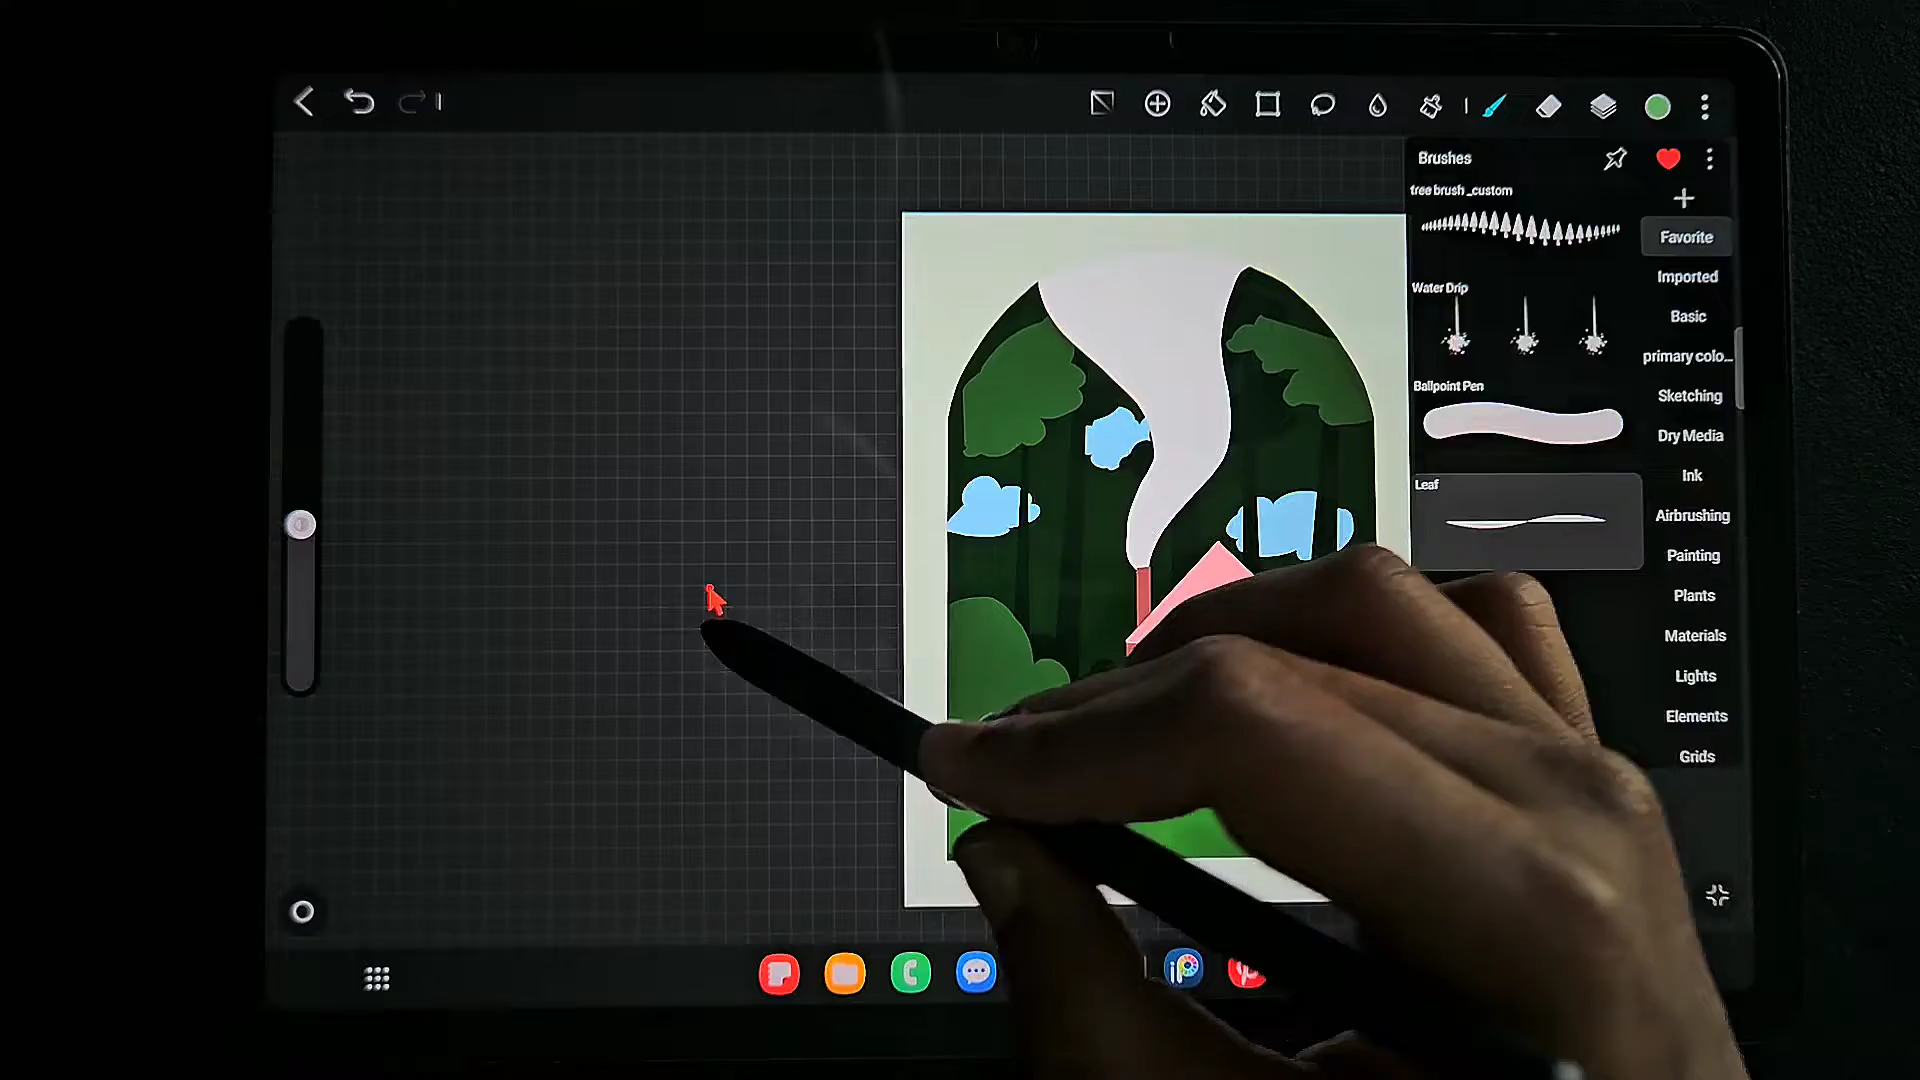 Brushes
tree brush_custom
Water Drip
Ballpoint Pen
Leaf
Favorite
Imported
Basic
primary colo...
Sketching
Dry Media
Ink
Airbrushing
Painting
Plants
Materials
Lights
Elements
Grids
iP